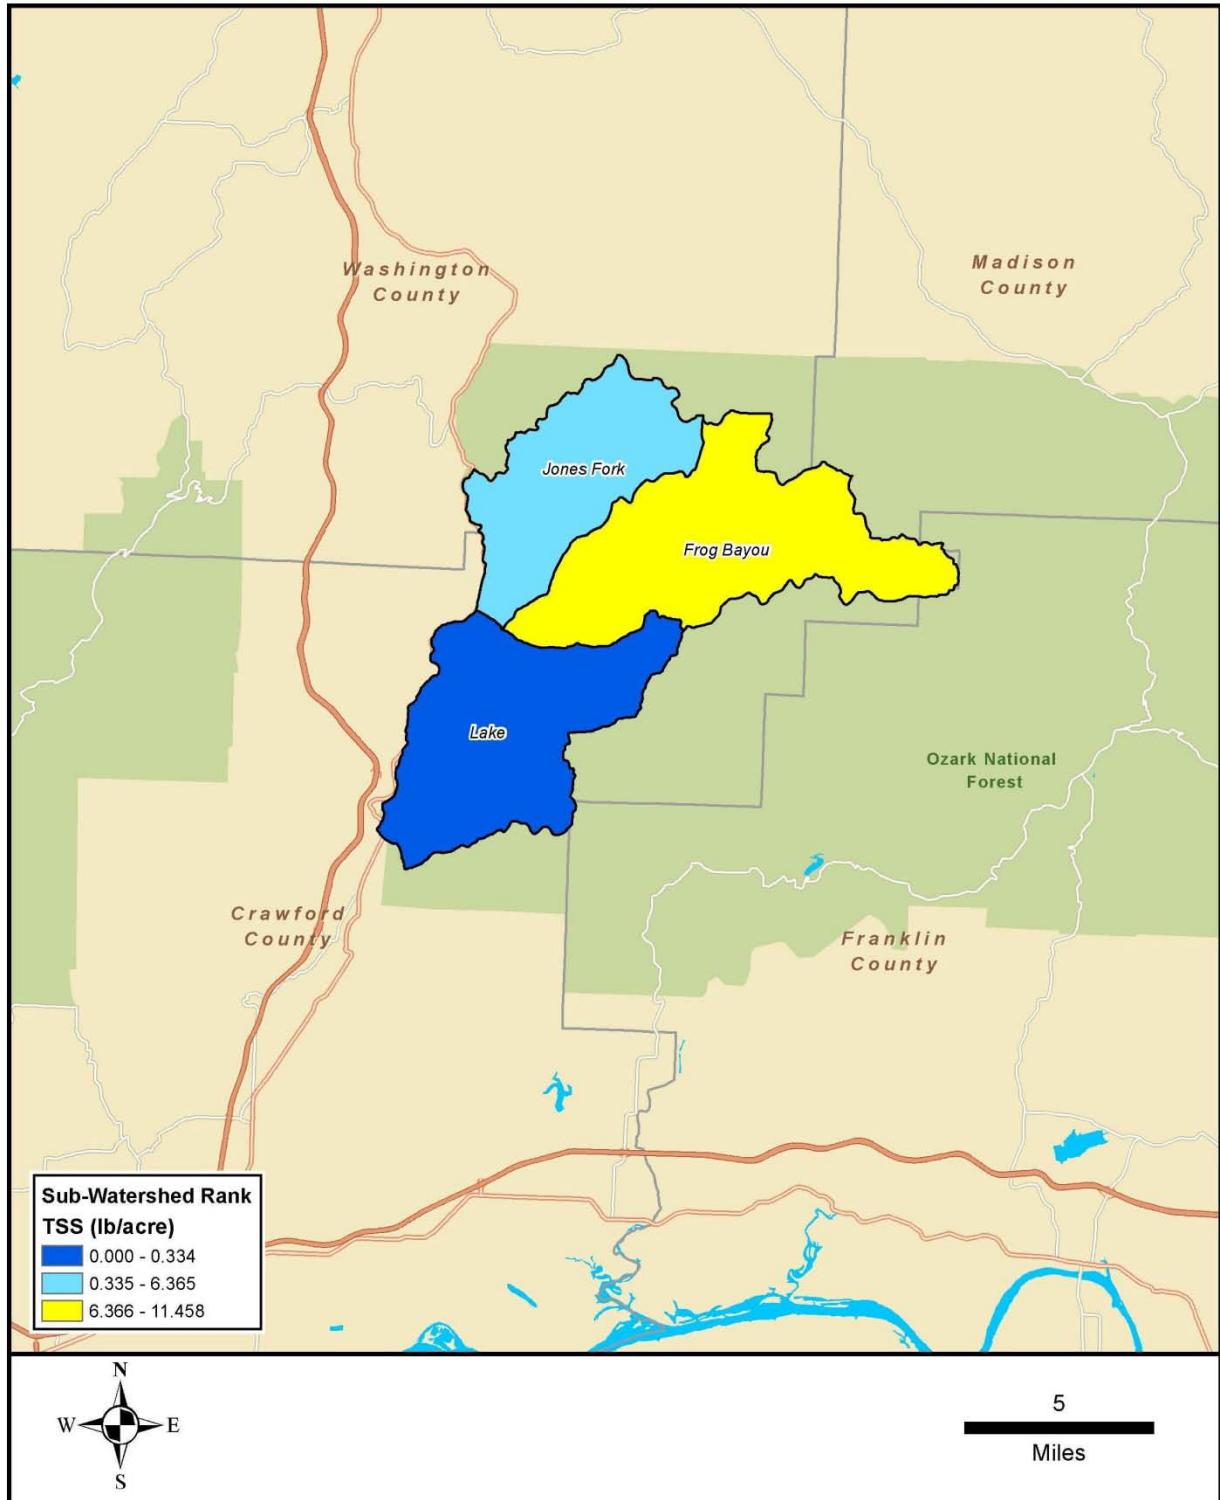 Washington
County
Madison
County
Jones Fork
Frog Bayou
Lake
Ozark National
Forest
Crawford
County
Franklin
County
Sub-Watershed Rank
TSS (lb/acre)
0.000 - 0.334
0.335 - 6.365
6.366 - 11.458
N
W
E
S
5
Miles